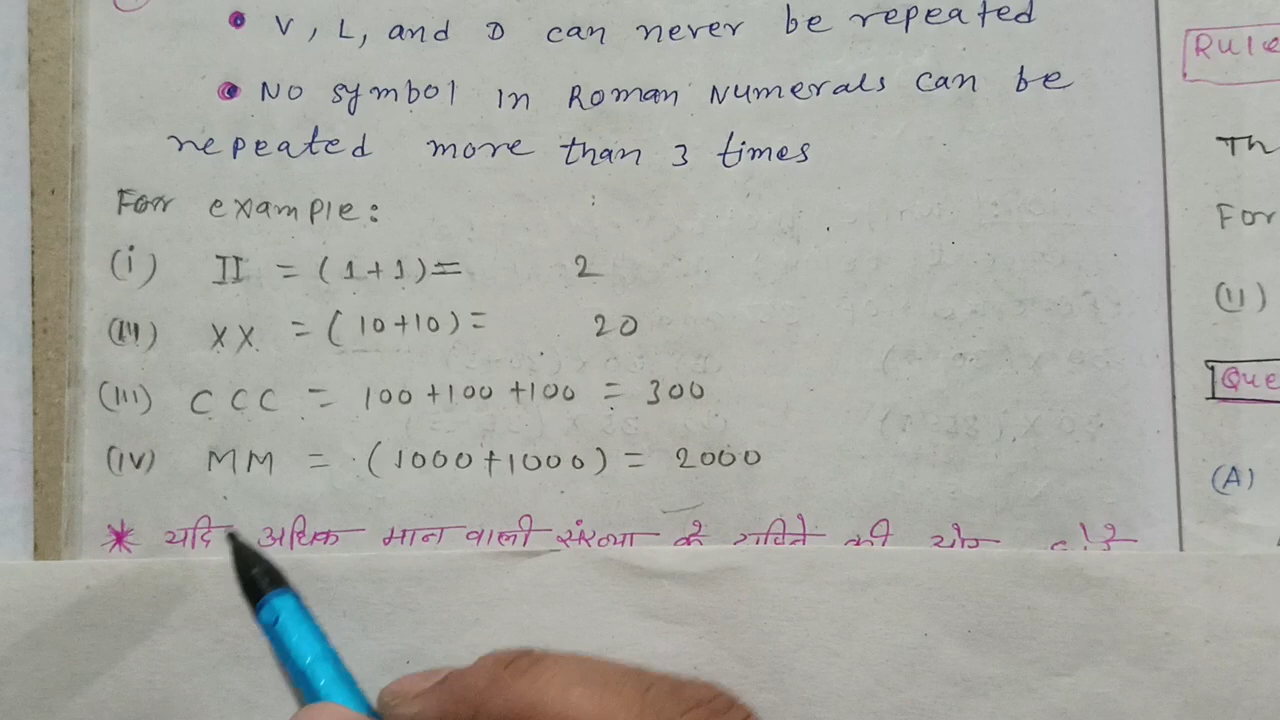 • V, L, and D can never be repeated
• No symbol in Roman Numerals can be
repeated more than 3 times
For example:
(i) II = (1+1)= 2
(ii) XX = (10+10)= 20
(iii) CCC = 100+100+100 = 300
(iv) MM = (1000+1000) = 2000
* यदि अधिक मान वाली संख्या के दाहिने की ओर
Rule
Th
For
(ii)
Que
(A)